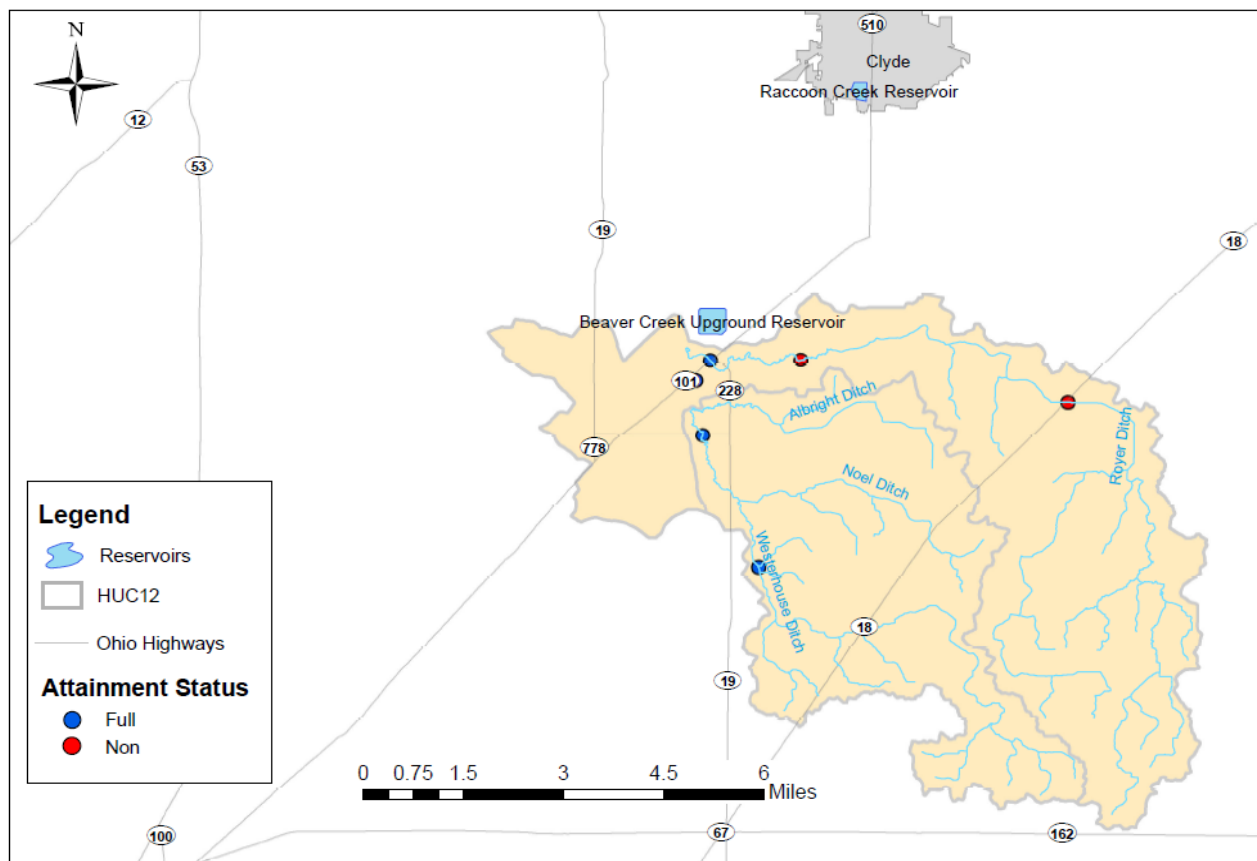 N
510
Clyde
Raccoon Creek Reservoir
12
53
19
18
Beaver Creek Upground Reservoir
101
228
Albright Ditch
778
Noel Ditch
Royer Ditch
Westerhouse Ditch
18
19
Legend
Reservoirs
HUC12
Ohio Highways
Attainment Status
Full
Non
0 0.75 1.5 3 4.5 6
Miles
100
67
162